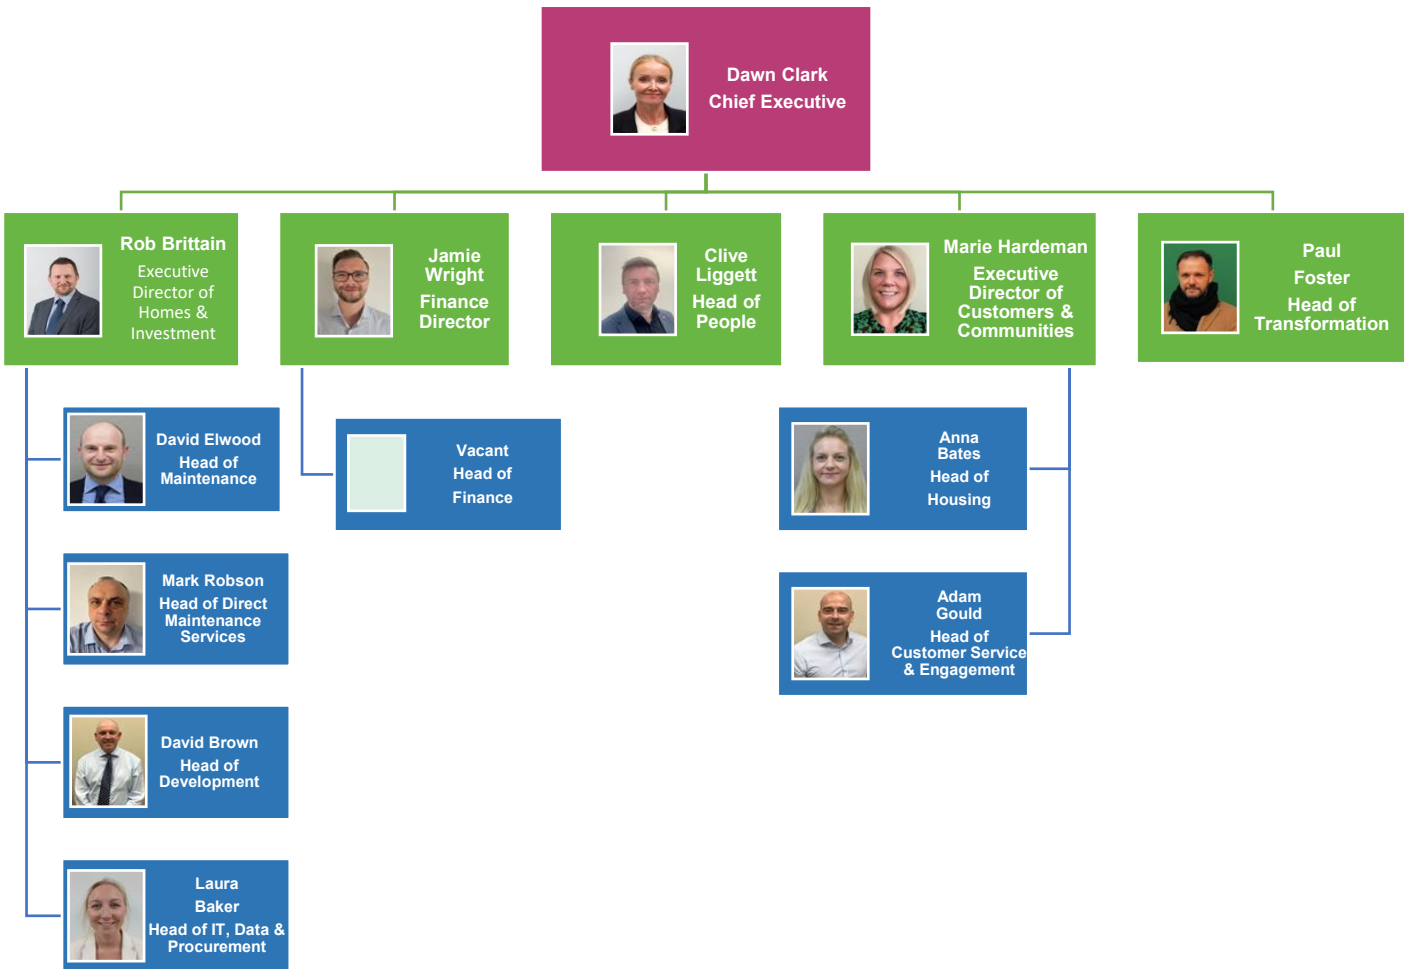 Dawn Clark
Chief Executive
Rob Brittain
Executive
Director of
Homes &
Investment
Jamie
Wright
Finance
Director
Clive
Liggett
Head of
People
Marie Hardeman
Executive
Director of
Customers &
Communities
Paul
Foster
Head of
Transformation
David Elwood
Head of
Maintenance
Mark Robson
Head of Direct
Maintenance
Services
David Brown
Head of
Development
Laura
Baker
Head of IT, Data &
Procurement
Vacant
Head of
Finance
Anna
Bates
Head of
Housing
Adam
Gould
Head of
Customer Service
& Engagement